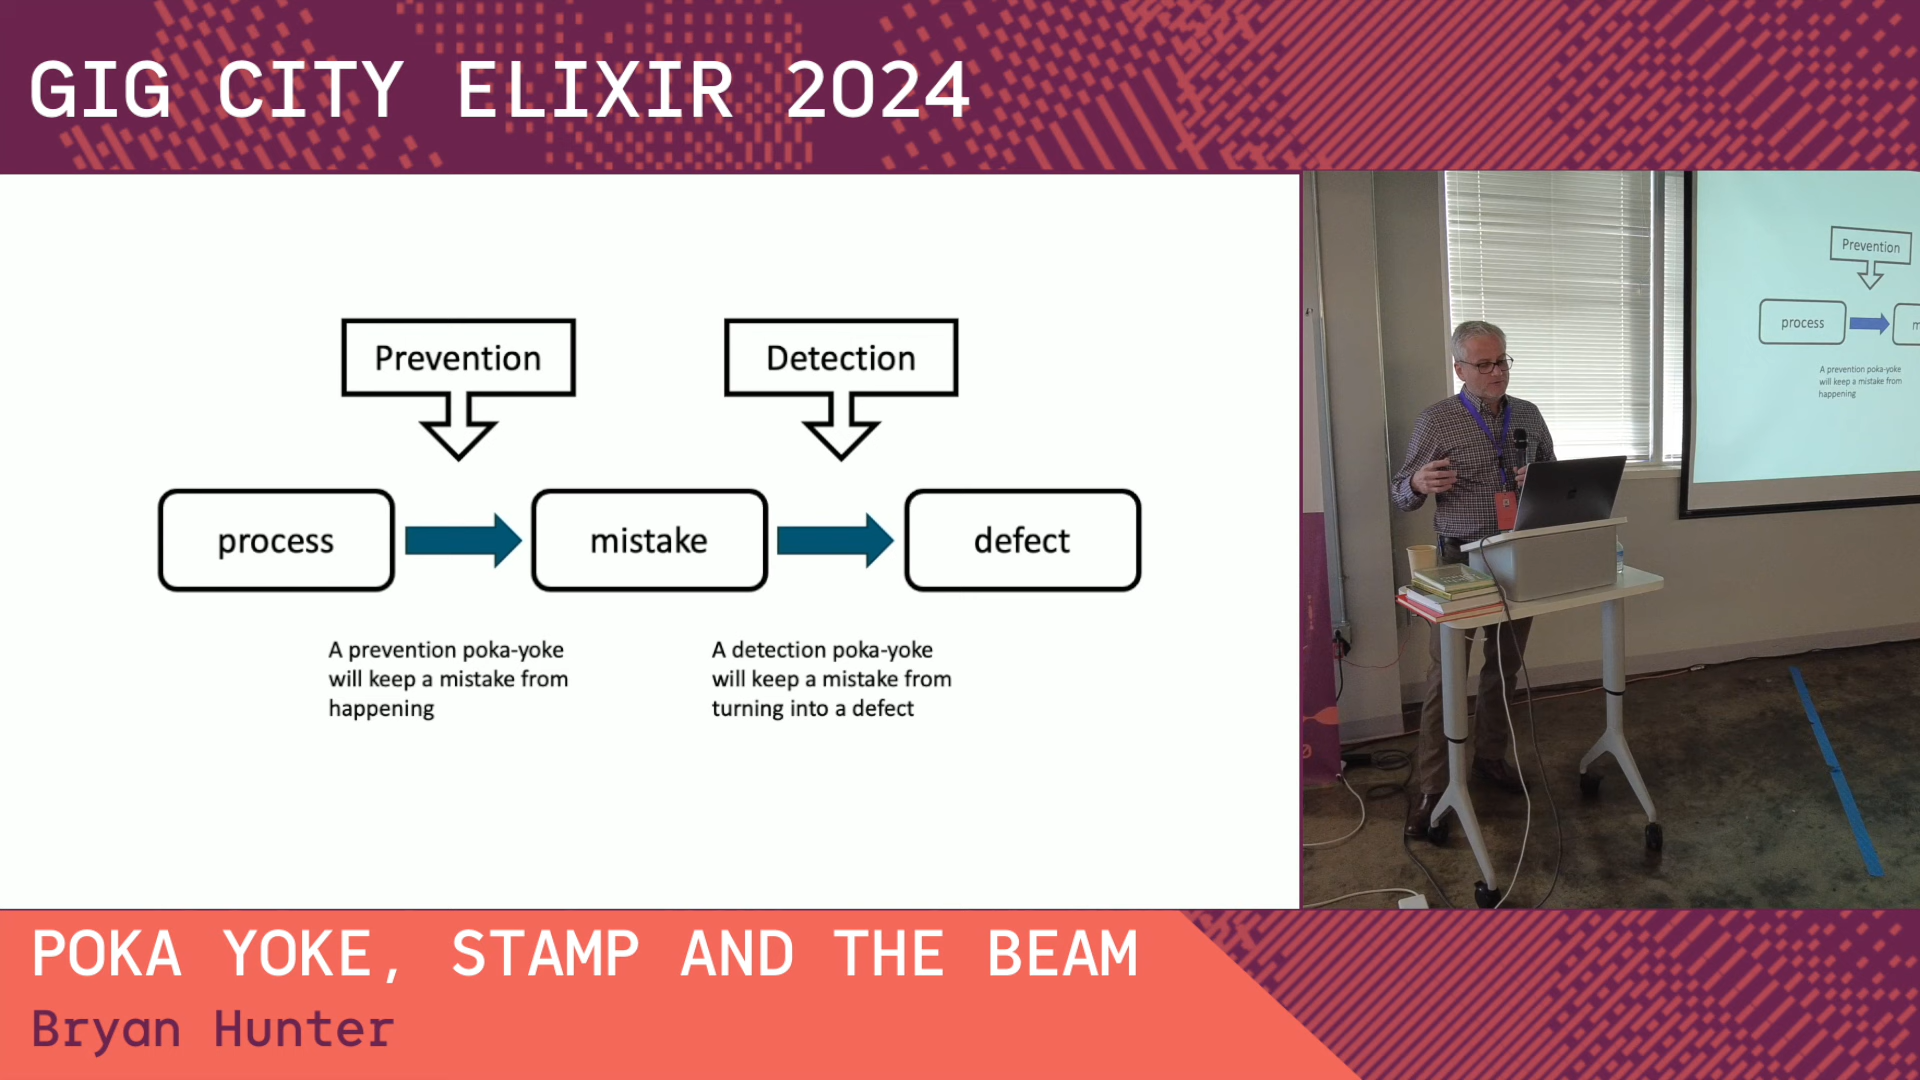 GIG CITY ELIXIR 2024
Prevention
Detection
process
mistake
defect
A prevention poka-yoke
will keep a mistake from
happening
A detection poka-yoke
will keep a mistake from
turning into a defect
Prevention
process
m
A prevention poka-yoke
will keep a mistake from
happening
POKA YOKE, STAMP AND THE BEAM
Bryan Hunter